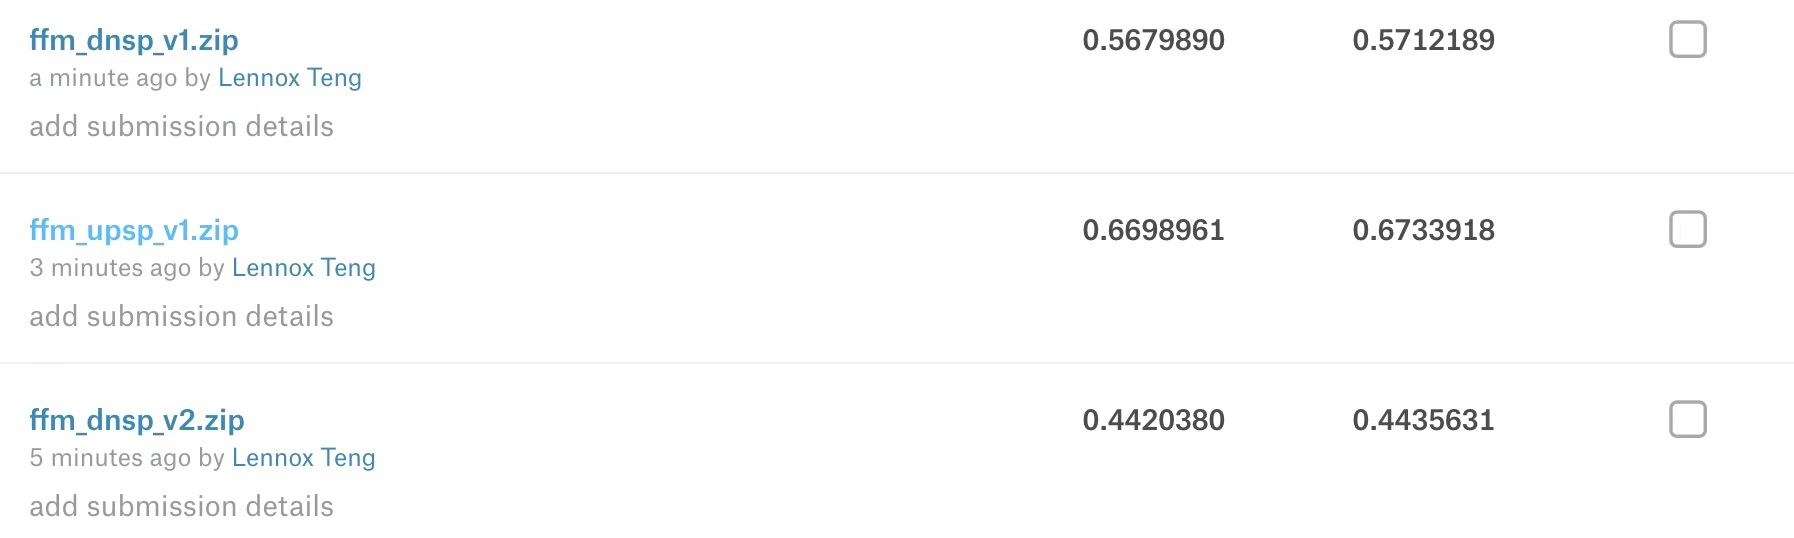 ffm_dnsp_v1.zip 0.5679890 0.5712189
a minute ago by Lennox Teng
add submission details
ffm_upsp_v1.zip 0.6698961 0.6733918
3 minutes ago by Lennox Teng
add submission details
ffm_dnsp_v2.zip 0.4420380 0.4435631
5 minutes ago by Lennox Teng
add submission details